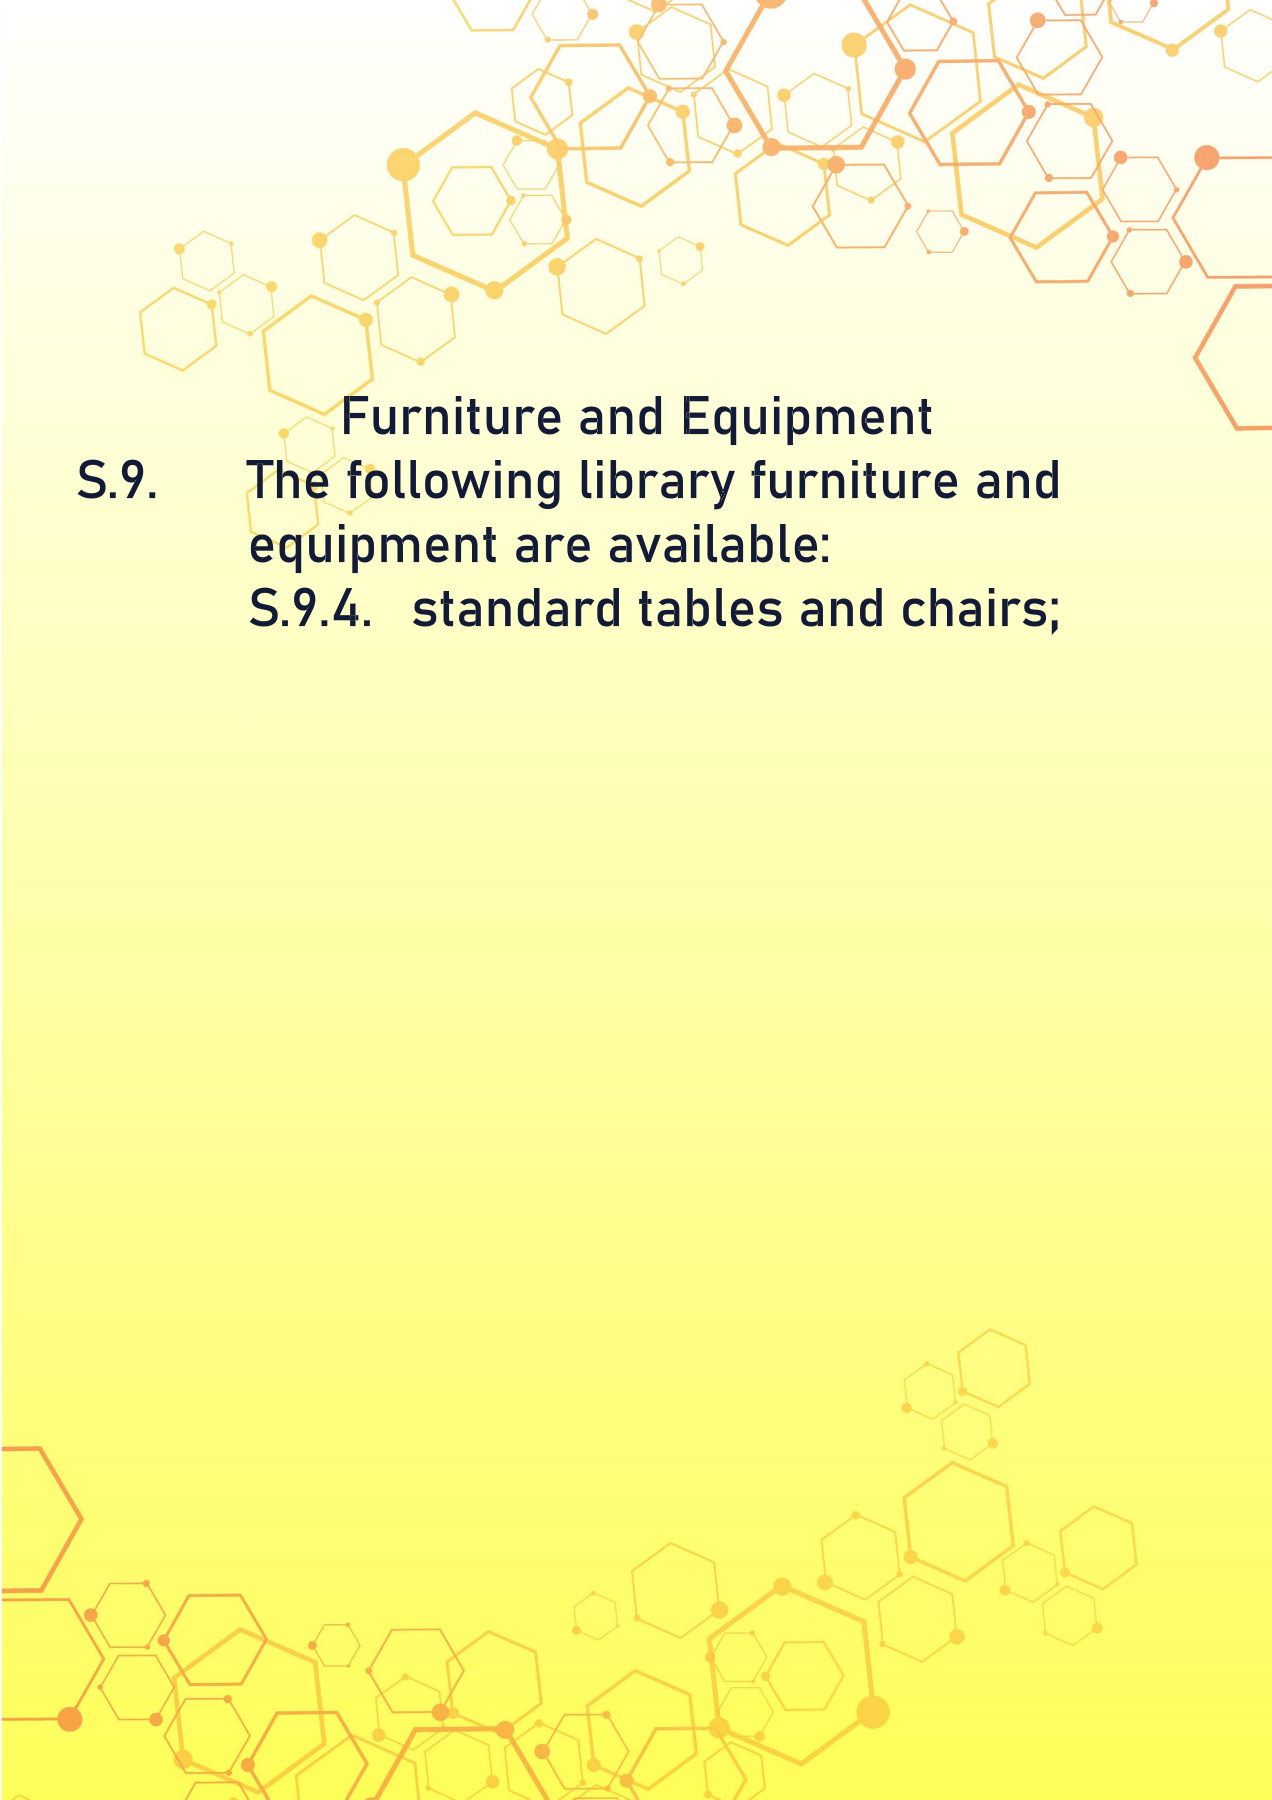 Furniture and Equipment
S.9. The following library furniture and
equipment are available:
S.9.4. standard tables and chairs;